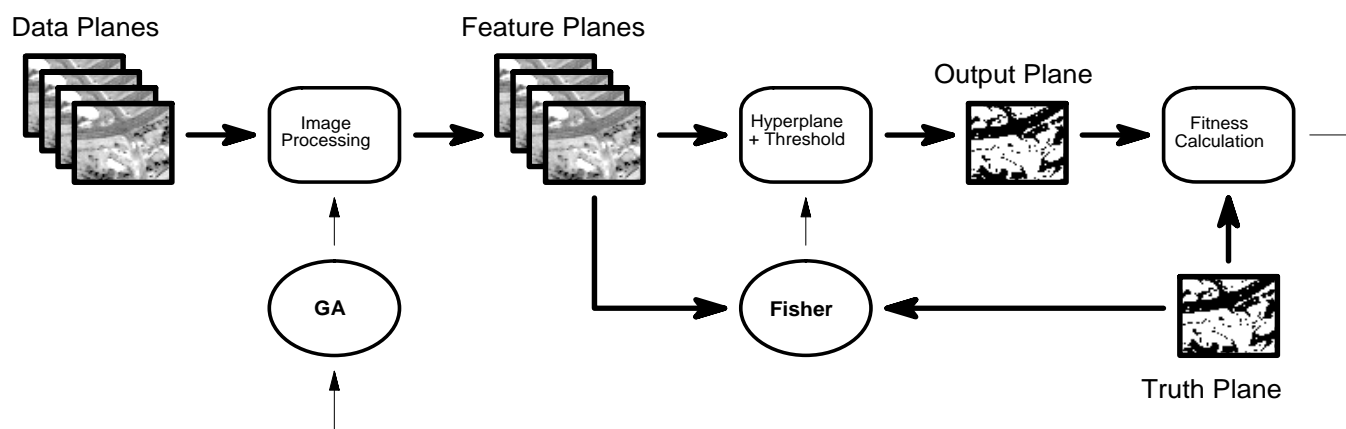 Data Planes
Feature Planes
Output Plane
Image
Processing
Hyperplane
+ Threshold
Fitness
Calculation
GA
Fisher
Truth Plane